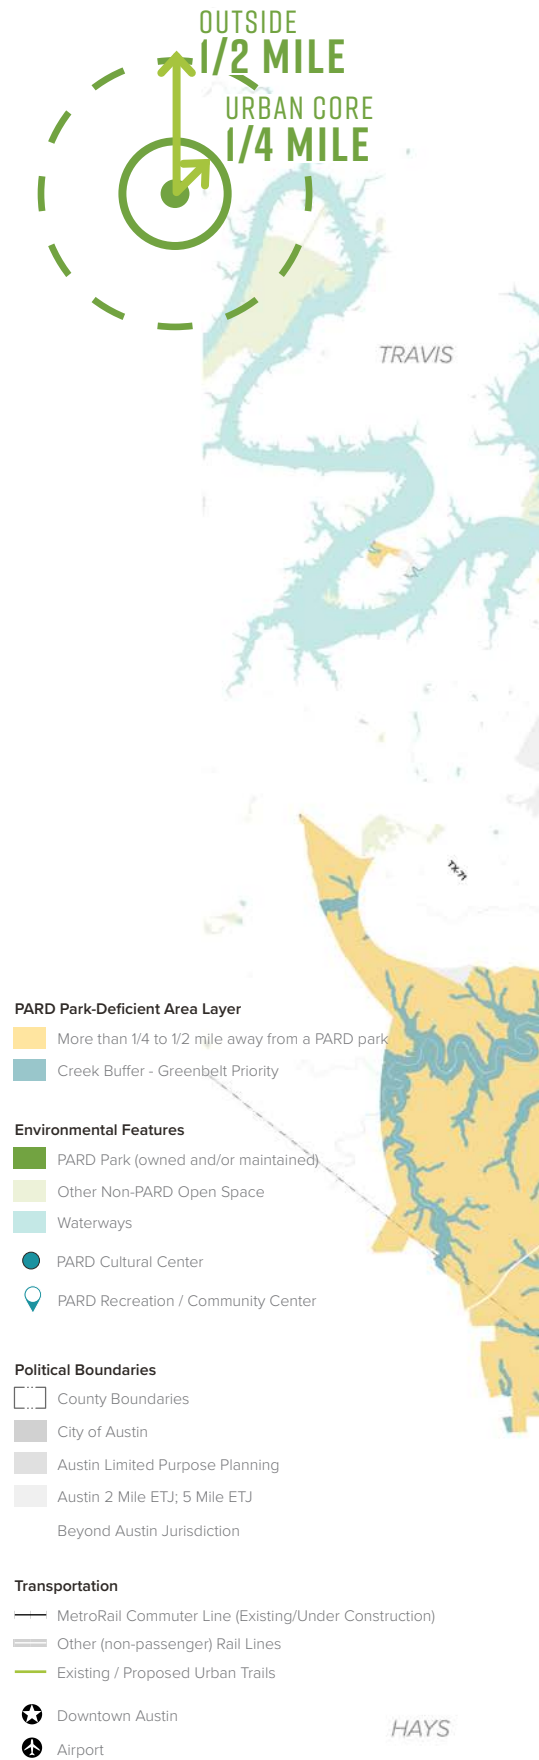 OUTSIDE
1/2 MILE
URBAN CORE
1/4 MILE
TRAVIS
TX-71
PARD Park-Deficient Area Layer
More than 1/4 to 1/2 mile away from a PARD park
Creek Buffer - Greenbelt Priority
Environmental Features
PARD Park (owned and/or maintained)
Other Non-PARD Open Space
Waterways
PARD Cultural Center
PARD Recreation / Community Center
Political Boundaries
County Boundaries
City of Austin
Austin Limited Purpose Planning
Austin 2 Mile ETJ; 5 Mile ETJ
Beyond Austin Jurisdiction
Transportation
MetroRail Commuter Line (Existing/Under Construction)
Other (non-passenger) Rail Lines
Existing / Proposed Urban Trails
Downtown Austin
HAYS
Airport